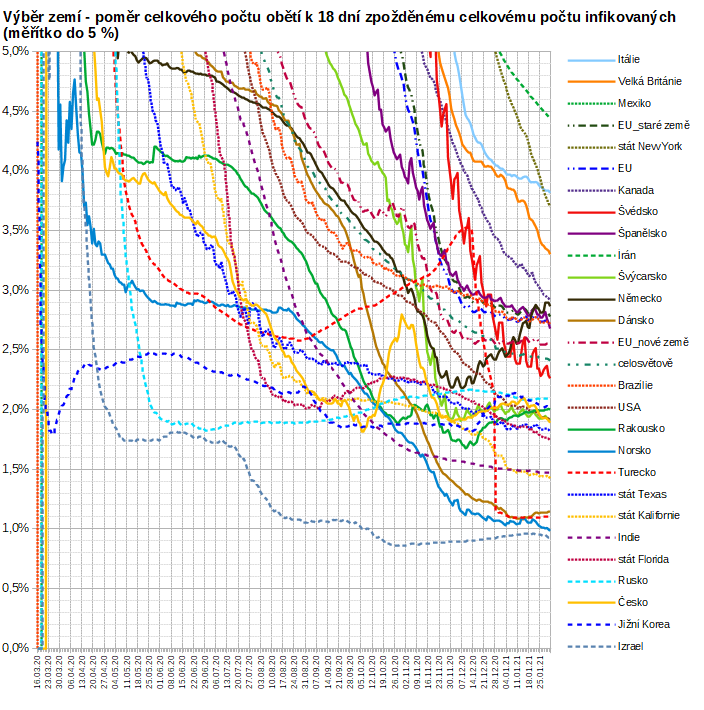 Výběr zemí - poměr celkového počtu obětí k 18 dní zpožděnému celkovému počtu infikovaných
(měřítko do 5 %)
5,0%
4,5%
4,0%
3,5%
3,0%
2,5%
2,0%
1,5%
1,0%
0,5%
0,0%
16.03.20
23.03.20
30.03.20
06.04.20
13.04.20
20.04.20
27.04.20
04.05.20
11.05.20
18.05.20
25.05.20
01.06.20
08.06.20
15.06.20
22.06.20
29.06.20
06.07.20
13.07.20
20.07.20
27.07.20
03.08.20
10.08.20
17.08.20
24.08.20
31.08.20
07.09.20
14.09.20
21.09.20
28.09.20
05.10.20
12.10.20
19.10.20
26.10.20
02.11.20
09.11.20
16.11.20
23.11.20
30.11.20
07.12.20
14.12.20
21.12.20
28.12.20
04.01.21
11.01.21
18.01.21
25.01.21
Itálie
Velká Británie
Mexiko
EU_staré země
stát NewYork
EU
Kanada
Švédsko
Španělsko
Irán
Švýcarsko
Německo
Dánsko
EU_nové země
celosvětově
Brazílie
USA
Rakousko
Norsko
Turecko
stát Texas
stát Kalifornie
Indie
stát Florida
Rusko
Česko
Jižní Korea
Izrael